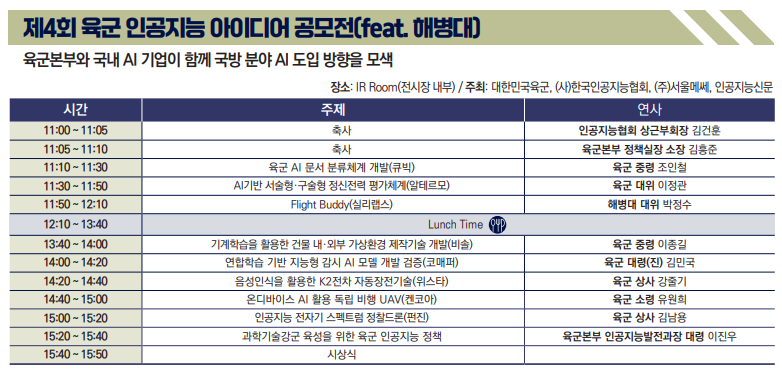 제4회 육군 인공지능 아이디어 공모전(feat. 해병대)
육군본부와 국내 AI 기업이 함께 국방 분야 AI 도입 방향을 모색
장소: IR Room(전시장 내부) / 주최: 대한민국육군, (사)한국인공지능협회, (주)서울메쎄, 인공지능신문
시간 주제 연사
11:00 ~ 11:05 축사 인공지능협회 상근부회장 김건훈
11:05 ~ 11:10 축사 육군본부 정책실장 소장 김흥준
11:10 ~ 11:30 육군 AI 문서 분류체계 개발(큐빅) 육군 중령 조인철
11:30 ~ 11:50 AI기반 서술형·구술형 정신전력 평가체계(알테르모) 육군 대위 이정관
11:50 ~ 12:10 Flight Buddy(실리랩스) 해병대 대위 박정수
12:10 ~ 13:40 Lunch Time
13:40 ~ 14:00 기계학습을 활용한 건물 내·외부 가상환경 제작기술 개발(비솔) 육군 중령 이종길
14:00 ~ 14:20 연합학습 기반 지능형 감시 AI 모델 개발 검증(코매퍼) 육군 대령(진) 김민국
14:20 ~ 14:40 음성인식을 활용한 K2전차 자동장전기술(위스타) 육군 상사 강출기
14:40 ~ 15:00 온디바이스 AI 활용 독립 비행 UAV(켄코아) 육군 소령 유원희
15:00 ~ 15:20 인공지능 전자기 스펙트럼 정찰드론(펀진) 육군 상사 김남용
15:20 ~ 15:40 과학기술강군 육성을 위한 육군 인공지능 정책 육군본부 인공지능발전과장 대령 이진우
15:40 ~ 15:50 시상식